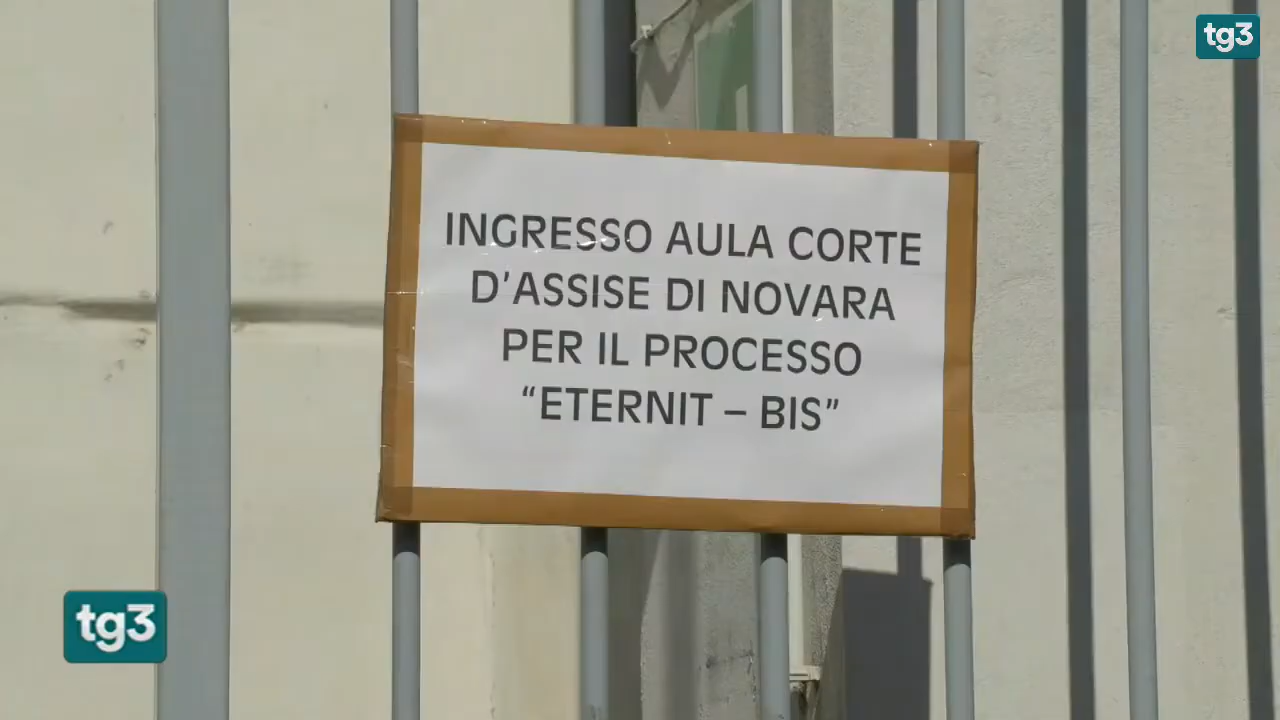 tg3
INGRESSO AULA CORTE
D'ASSISE DI NOVARA
PER IL PROCESSO
“ETERNIT – BIS”
tg3